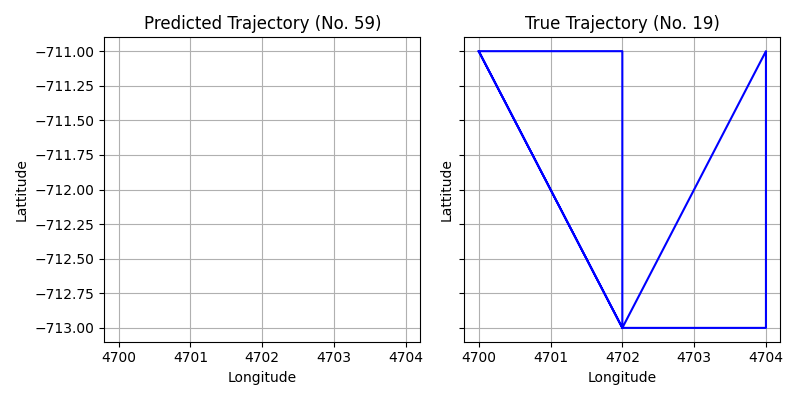 Predicted Trajectory (No. 59)
−711.00
−711.25
−711.50
−711.75
−712.00
−712.25
−712.50
−712.75
−713.00
Lattitude
4700 4701 4702 4703 4704
Longitude
True Trajectory (No. 19)
Lattitude
4700 4701 4702 4703 4704
Longitude